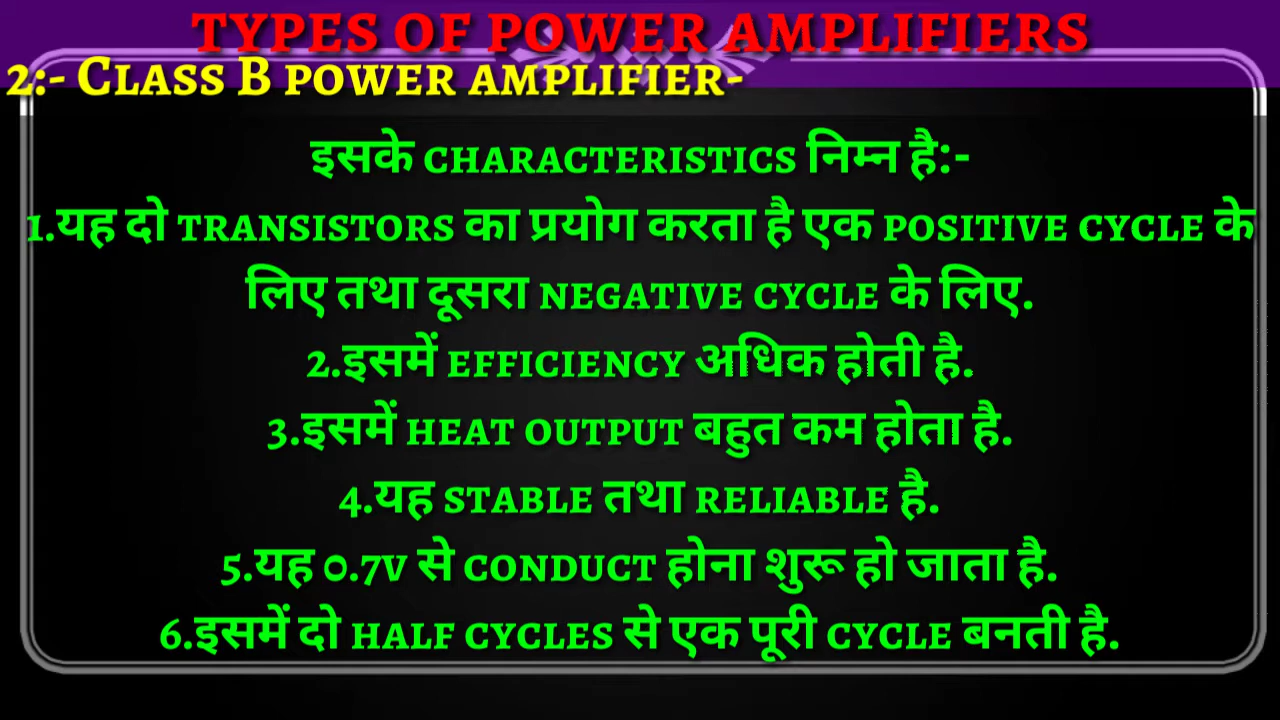 TYPES OF POWER AMPLIFIERS
2:- CLASS B POWER AMPLIFIER-
इसके CHARACTERISTICS निम्न है:-
1.यह दो TRANSISTORS का प्रयोग करता है एक POSITIVE CYCLE के
लिए तथा दूसरा NEGATIVE CYCLE के लिए.
2.इसमें EFFICIENCY अधिक होती है.
3.इसमें HEAT OUTPUT बहुत कम होता है.
4.यह STABLE तथा RELIABLE है.
5.यह 0.7V से CONDUCT होना शुरू हो जाता है.
6.इसमें दो HALF CYCLES से एक पूरी CYCLE बनती है.